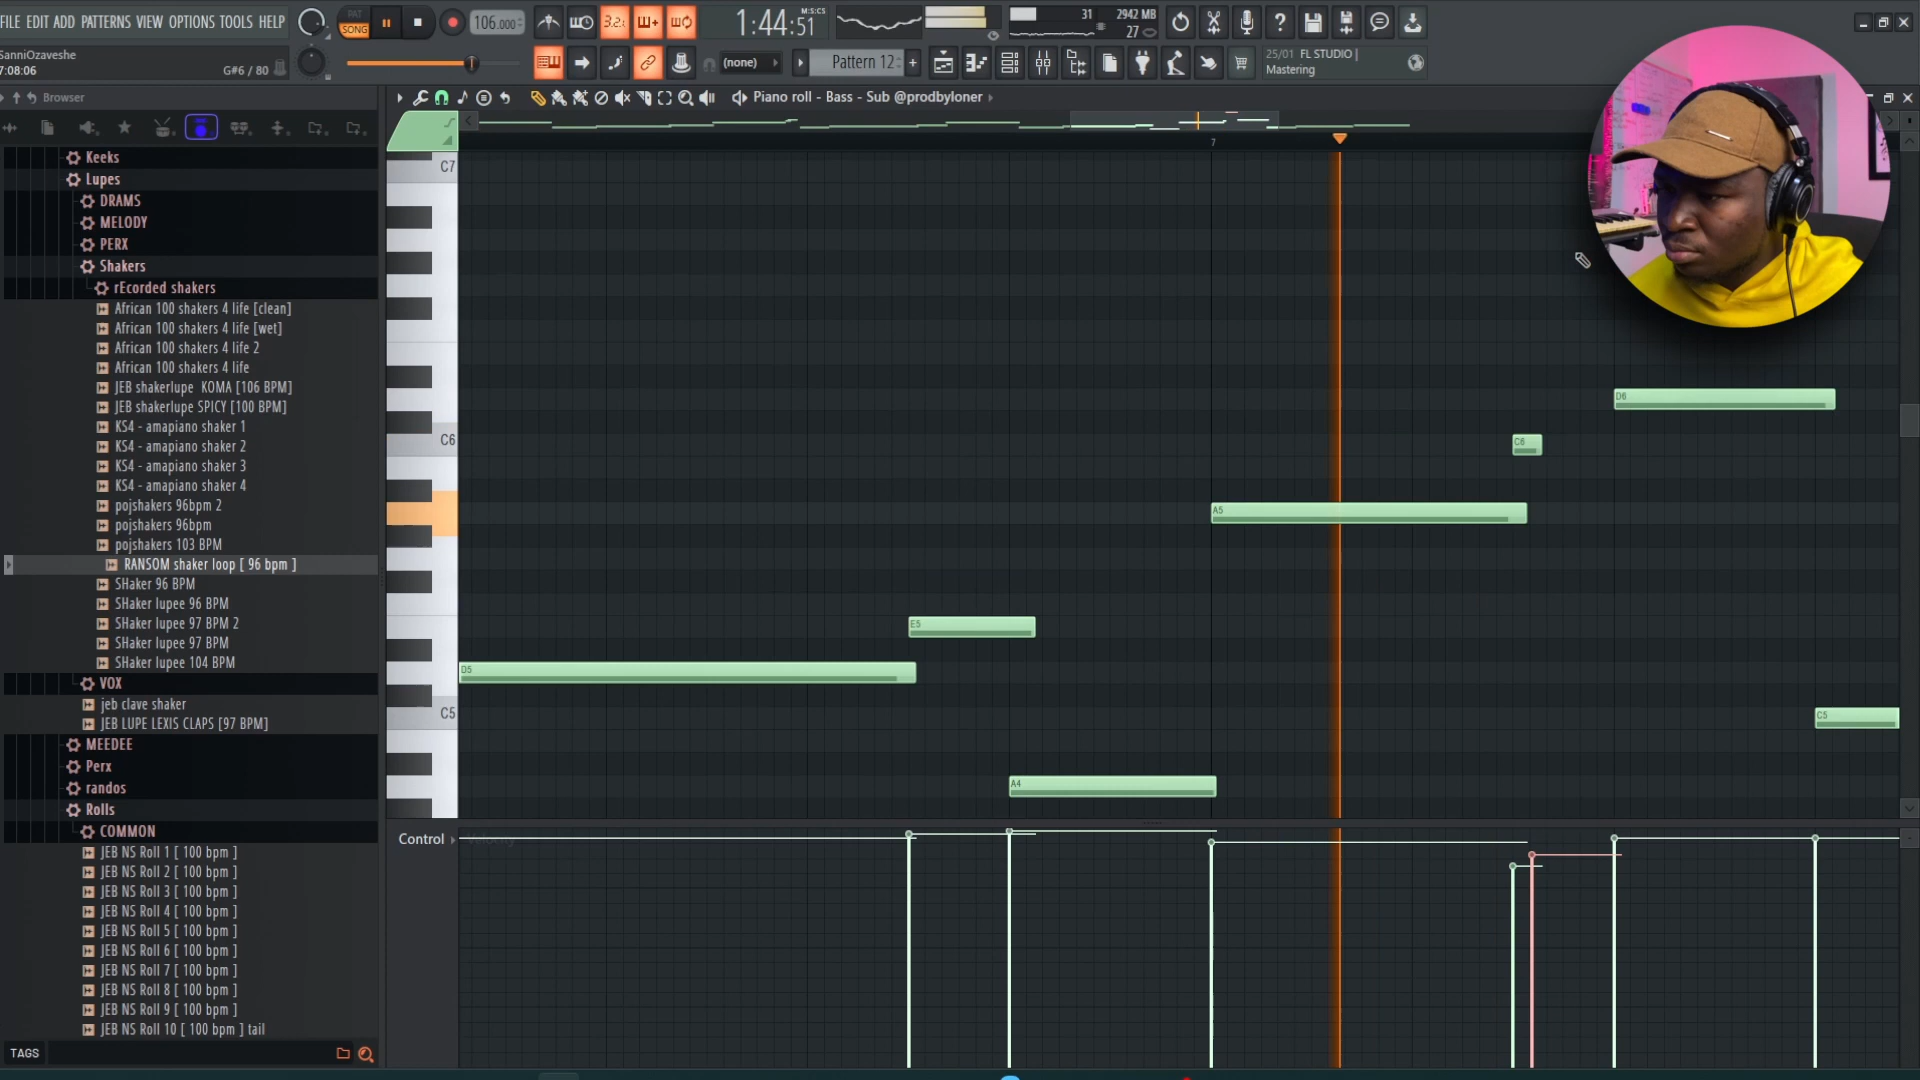 FILE EDIT ADD PATTERNS VIEW OPTIONS TOOLS HELP
PAT
SONG
106.000
3.2:
1:44:51
M:S:CS
31
2942 MB
27
SanniOzaveshe
7:08:06
G#6 / 80
(none)
Pattern 12
25/01 FL STUDIO |
Mastering
Browser
Piano roll - Bass - Sub @prodbyloner
Keeks
Lupes
DRAMS
MELODY
PERX
Shakers
rEcorded shakers
African 100 shakers 4 life [clean]
African 100 shakers 4 life [wet]
African 100 shakers 4 life 2
African 100 shakers 4 life
JEB shakerlupe KOMA [106 BPM]
JEB shakerlupe SPICY [100 BPM]
KS4 - amapiano shaker 1
KS4 - amapiano shaker 2
KS4 - amapiano shaker 3
KS4 - amapiano shaker 4
pojshakers 96bpm 2
pojshakers 96bpm
pojshakers 103 BPM
RANSOM shaker loop [ 96 bpm ]
SHaker 96 BPM
SHaker lupee 96 BPM
SHaker lupee 97 BPM 2
SHaker lupee 97 BPM
SHaker lupee 104 BPM
VOX
jeb clave shaker
JEB LUPE LEXIS CLAPS [97 BPM]
MEEDEE
Perx
randos
Rolls
COMMON
JEB NS Roll 1 [ 100 bpm ]
JEB NS Roll 2 [ 100 bpm ]
JEB NS Roll 3 [ 100 bpm ]
JEB NS Roll 4 [ 100 bpm ]
JEB NS Roll 5 [ 100 bpm ]
JEB NS Roll 6 [ 100 bpm ]
JEB NS Roll 7 [ 100 bpm ]
JEB NS Roll 8 [ 100 bpm ]
JEB NS Roll 9 [ 100 bpm ]
JEB NS Roll 10 [ 100 bpm ] tail
TAGS
7
C7
C6
C5
D6
C6
A5
E5
D5
C5
A4
Control
Velocity